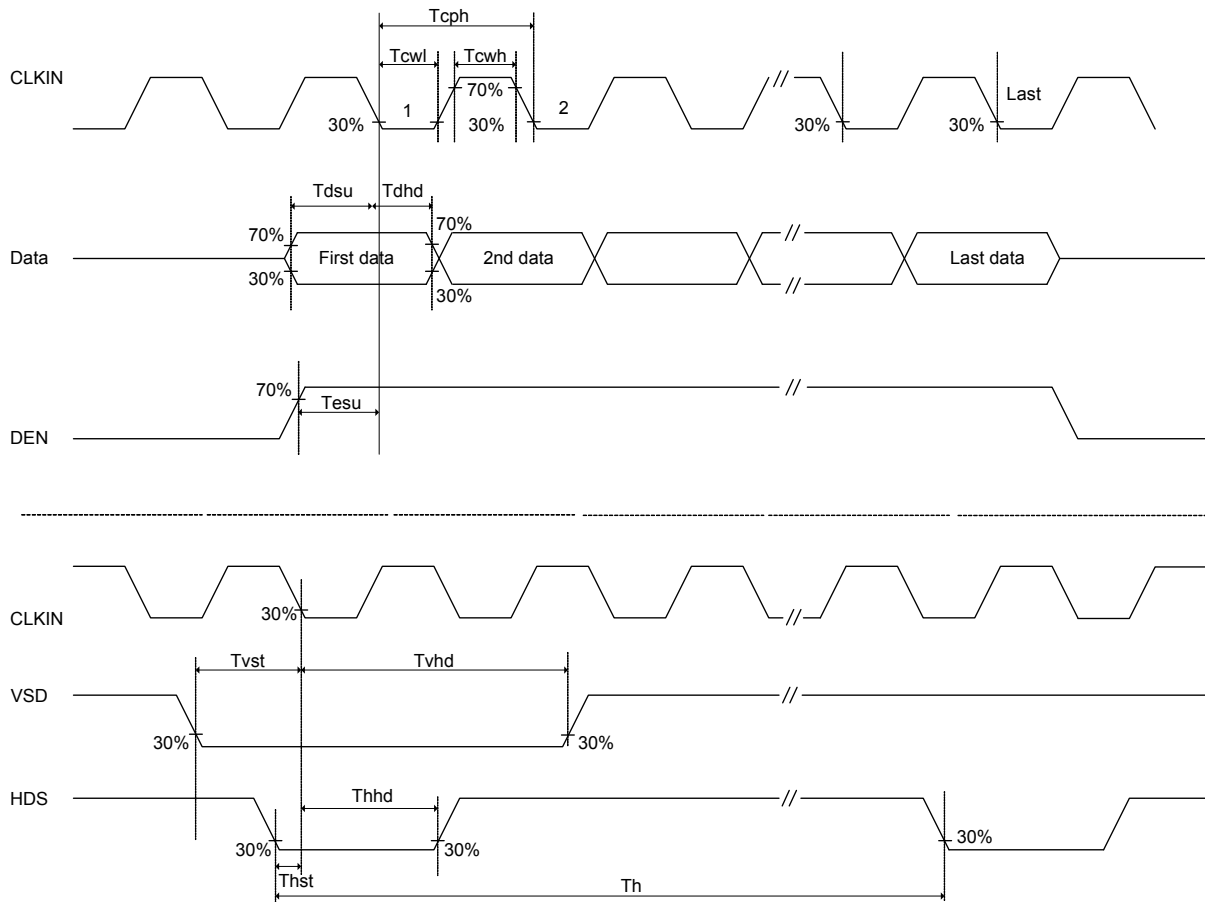 Tcph
Tcwl
Tcwh
CLKIN
70%
Last
1
2
30%
30%
30%
30%
Tdsu
Tdhd
70%
70%
Data
First data
2nd data
//
Last data
30%
30%
//
70%
Tesu
//
DEN
30%
CLKIN
//
Tvst
Tvhd
VSD
//
30%
30%
HDS
Thhd
//
30%
30%
30%
Thst
Th